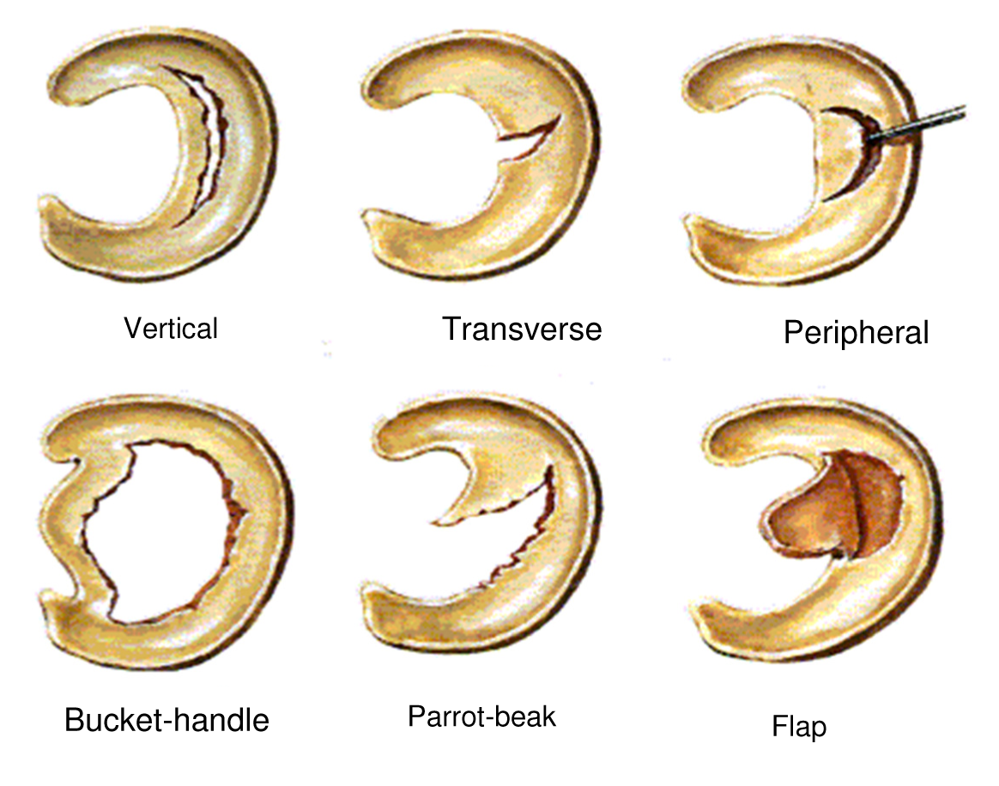 Vertical
Transverse
Peripheral
Bucket-handle
Parrot-beak
Flap